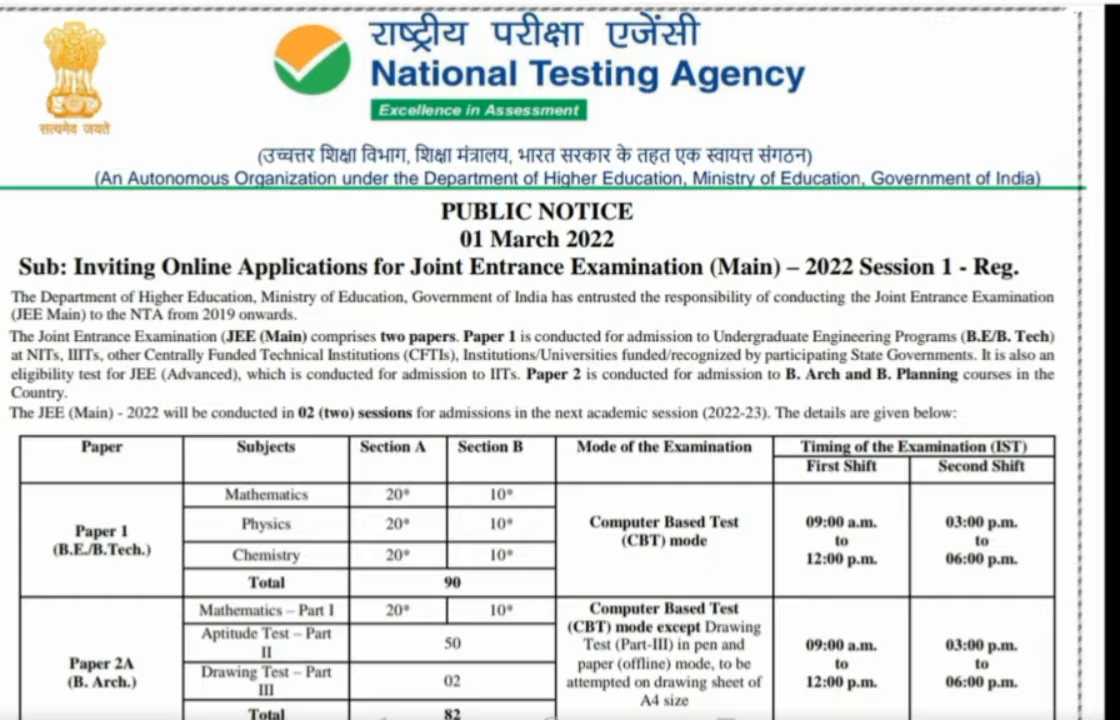 सत्यमेव जयते
राष्ट्रीय परीक्षा एजेंसी
National Testing Agency
Excellence in Assessment
(उच्चत्तर शिक्षा विभाग, शिक्षा मंत्रालय, भारत सरकार के तहत एक स्वायत्त संगठन)
(An Autonomous Organization under the Department of Higher Education, Ministry of Education, Government of India)
PUBLIC NOTICE
01 March 2022
Sub: Inviting Online Applications for Joint Entrance Examination (Main) – 2022 Session 1 - Reg.
The Department of Higher Education, Ministry of Education, Government of India has entrusted the responsibility of conducting the Joint Entrance Examination
(JEE Main) to the NTA from 2019 onwards.
The Joint Entrance Examination (JEE (Main) comprises two papers. Paper 1 is conducted for admission to Undergraduate Engineering Programs (B.E/B. Tech)
at NITs, IIITs, other Centrally Funded Technical Institutions (CFTIs), Institutions/Universities funded/recognized by participating State Governments. It is also an
eligibility test for JEE (Advanced), which is conducted for admission to IITs. Paper 2 is conducted for admission to B. Arch and B. Planning courses in the
Country.
The JEE (Main) - 2022 will be conducted in 02 (two) sessions for admissions in the next academic session (2022-23). The details are given below:
Paper Subjects Section A Section B Mode of the Examination Timing of the Examination (IST)
First Shift Second Shift
Paper 1
(B.E./B.Tech.)
Mathematics 20* 10*
Physics 20* 10*
Chemistry 20* 10*
Total 90
Computer Based Test
(CBT) mode
09:00 a.m.
to
12:00 p.m.
03:00 p.m.
to
06:00 p.m.
Paper 2A
(B. Arch.)
Mathematics – Part I 20* 10*
Aptitude Test – Part
II
50
Drawing Test – Part
III
02
Total 82
Computer Based Test
(CBT) mode except Drawing
Test (Part-III) in pen and
paper (offline) mode, to be
attempted on drawing sheet of
A4 size
09:00 a.m.
to
12:00 p.m.
03:00 p.m.
to
06:00 p.m.